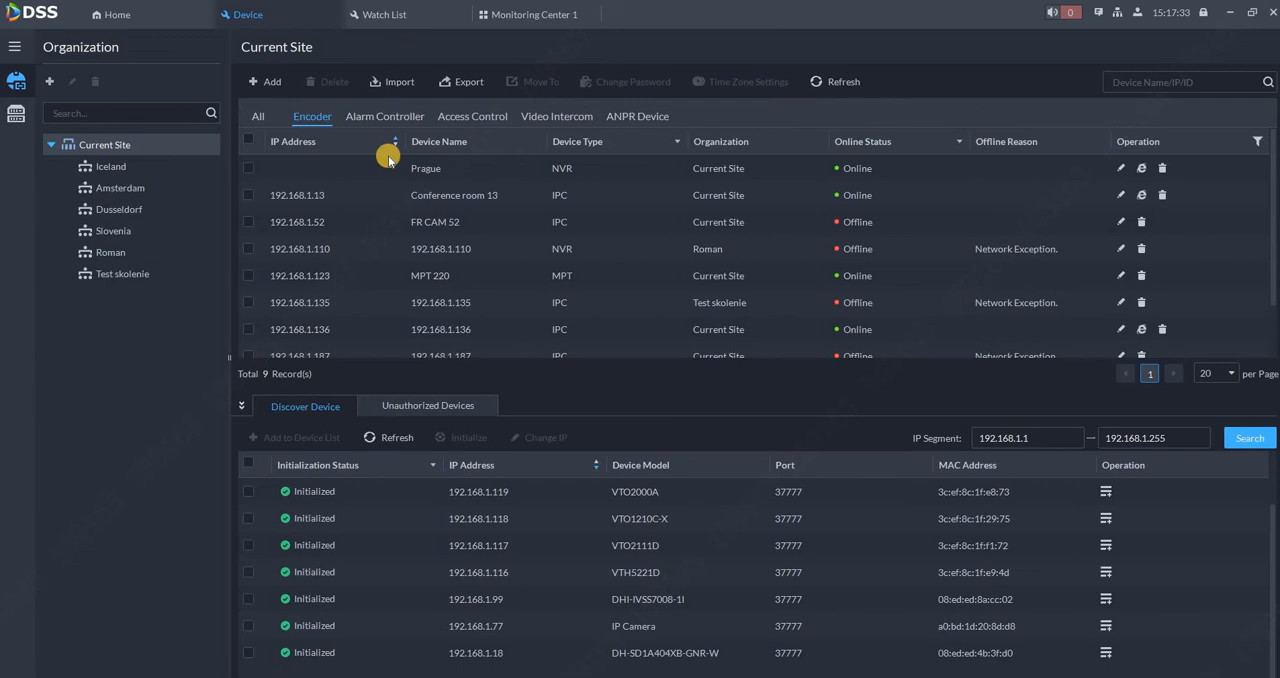 DSS Home Device Watch List Monitoring Center 1 0 15:17:33
Organization
Current Site
Add Delete Import Export Move To Change Password Time Zone Settings Refresh Device Name/IP/ID
Search...
All Encoder Alarm Controller Access Control Video Intercom ANPR Device
Current Site
Iceland
Amsterdam
Dusseldorf
Slovenia
Roman
Test skolenie
IP Address Device Name Device Type Organization Online Status Offline Reason Operation
Prague NVR Current Site Online
192.168.1.13 Conference room 13 IPC Current Site Online
192.168.1.52 FR CAM 52 IPC Current Site Offline
192.168.1.110 192.168.1.110 NVR Roman Offline Network Exception.
192.168.1.123 MPT 220 MPT Current Site Online
192.168.1.135 192.168.1.135 IPC Test skolenie Offline Network Exception.
192.168.1.136 192.168.1.136 IPC Current Site Online
192.168.1.187 192.168.1.187 IPC Current Site Offline Network Exception.
Total 9 Record(s) 1 20 per Page
Discover Device Unauthorized Devices
Add to Device List Refresh Initialize Change IP IP Segment: 192.168.1.1 — 192.168.1.255 Search
Initialization Status IP Address Device Model Port MAC Address Operation
Initialized 192.168.1.119 VTO2000A 37777 3c:ef:8c:1f:e8:73
Initialized 192.168.1.118 VTO1210C-X 37777 3c:ef:8c:1f:29:75
Initialized 192.168.1.117 VTO2111D 37777 3c:ef:8c:1f:f1:72
Initialized 192.168.1.116 VTH5221D 37777 3c:ef:8c:1f:e9:4d
Initialized 192.168.1.99 DHI-IVSS7008-1I 37777 08:ed:ed:8a:cc:02
Initialized 192.168.1.77 IP Camera 37777 a0:bd:1d:20:8d:d8
Initialized 192.168.1.18 DH-SD1A404XB-GNR-W 37777 08:ed:ed:4b:3f:d0